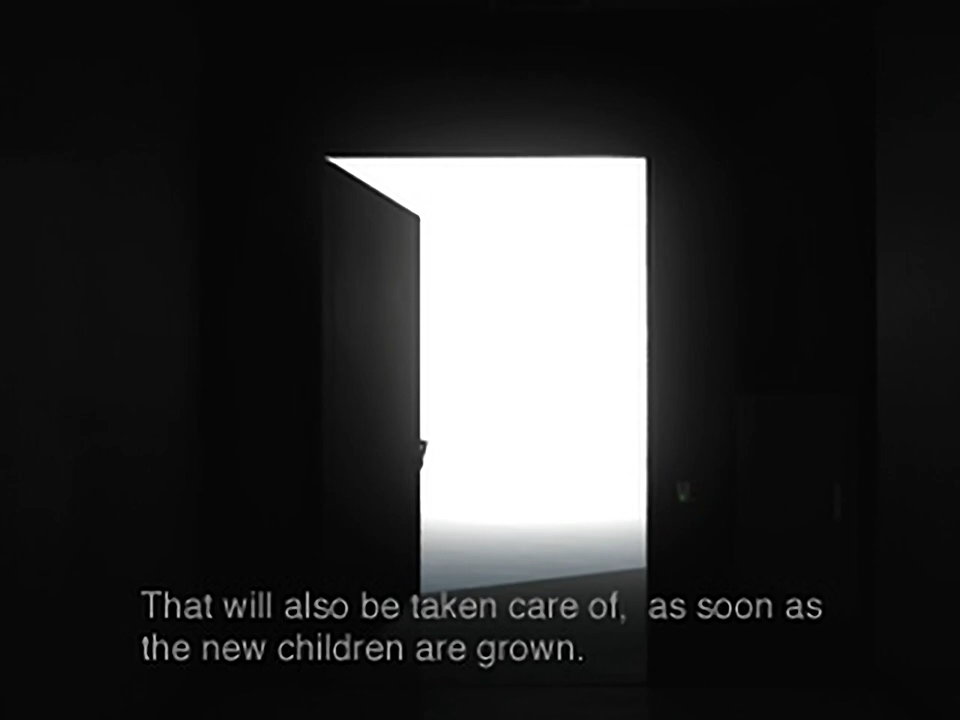 That will also be taken care of, as soon as
the new children are grown.